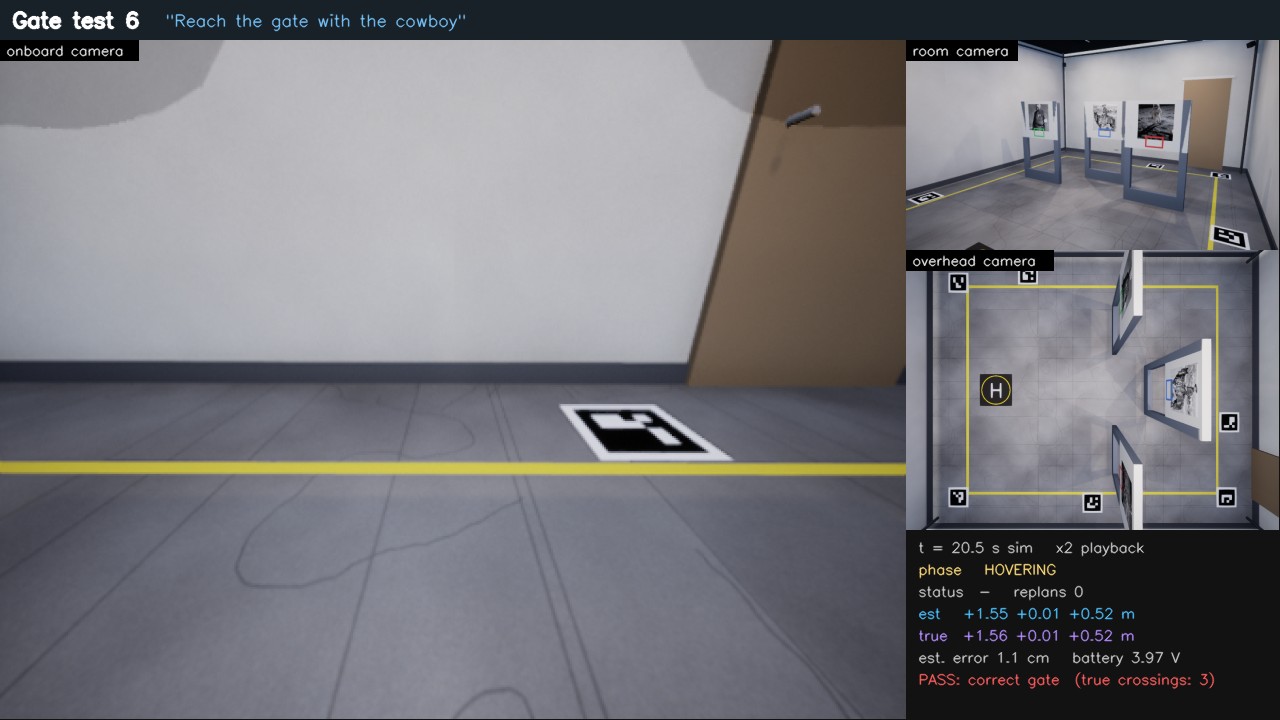 Gate test 6 "Reach the gate with the cowboy"
onboard camera
room camera
overhead camera
H
t = 20.5 s sim x2 playback
phase HOVERING
status - replans 0
est +1.55 +0.01 +0.52 m
true +1.56 +0.01 +0.52 m
est. error 1.1 cm battery 3.97 V
PASS: correct gate (true crossings: 3)